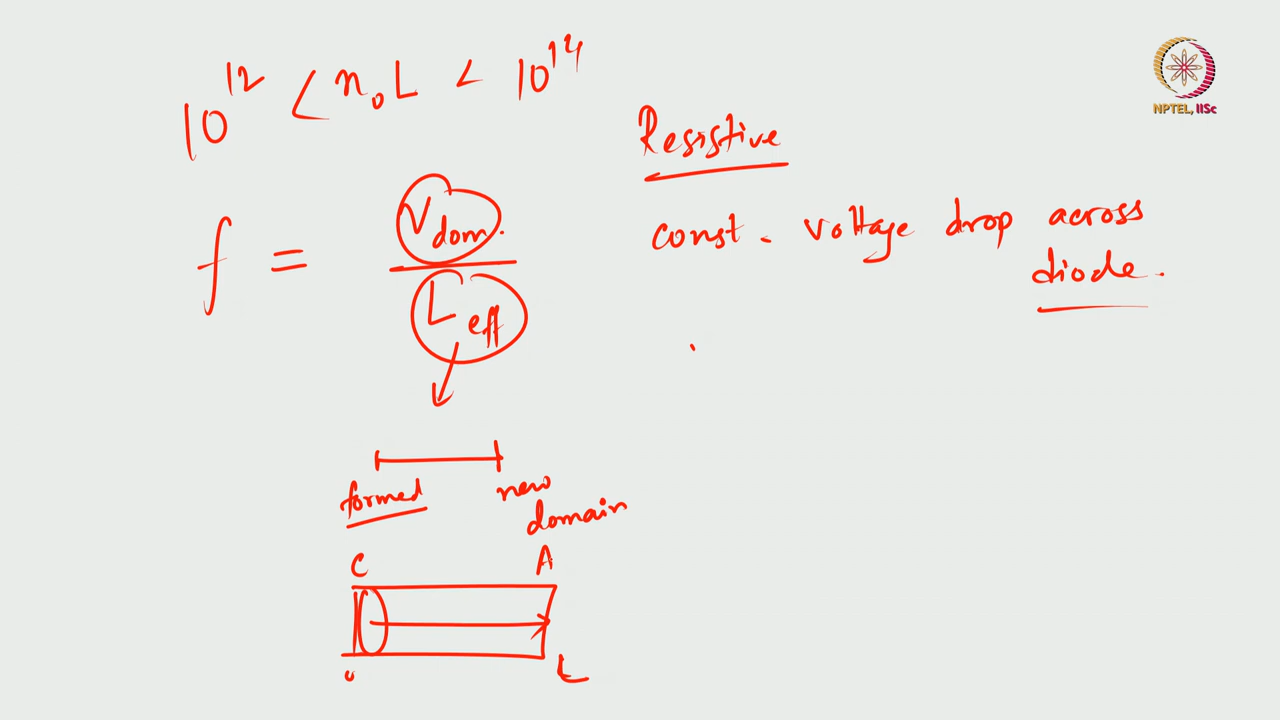 10^12 < n₀L < 10^14
f = V_dom. / L_eff
formed new domain
C A
0 L
Resistive
const. voltage drop across
diode.
NPTEL, IISc